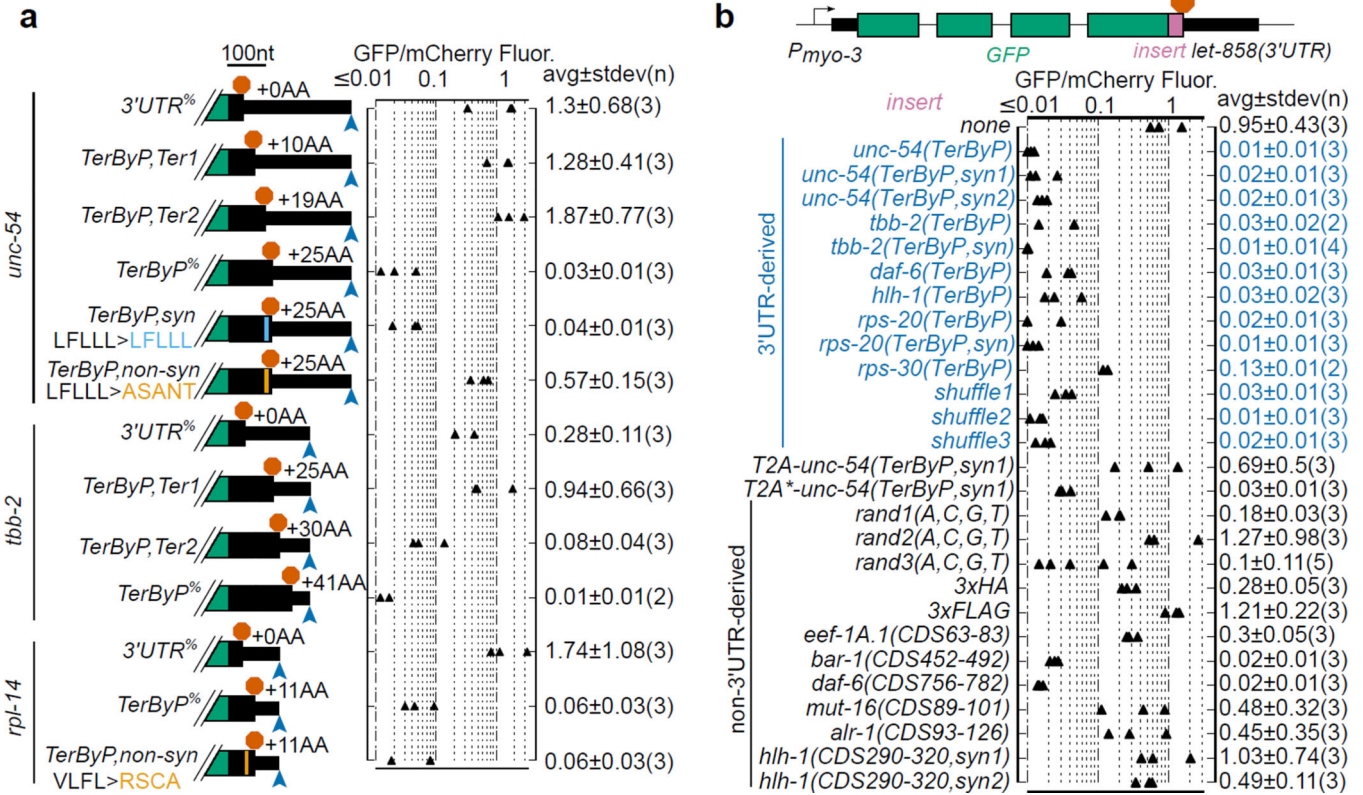 a
100nt
GFP/mCherry Fluor.
≤0.01 0.1 1 avg±stdev(n)
unc-54
3'UTR% +0AA 1.3±0.68(3)
TerByP,Ter1 +10AA 1.28±0.41(3)
TerByP,Ter2 +19AA 1.87±0.77(3)
TerByP% +25AA 0.03±0.01(3)
TerByP,syn +25AA 0.04±0.01(3)
LFLLL>LFLLL
TerByP,non-syn +25AA 0.57±0.15(3)
LFLLL>ASANT
tbb-2
3'UTR% +0AA 0.28±0.11(3)
TerByP,Ter1 +25AA 0.94±0.66(3)
TerByP,Ter2 +30AA 0.08±0.04(3)
TerByP% +41AA 0.01±0.01(2)
rpl-14
3'UTR% +0AA 1.74±1.08(3)
TerByP% +11AA 0.06±0.03(3)
TerByP,non-syn +11AA 0.06±0.03(3)
VLFL>RSCA
b
Pmyo-3 GFP insert let-858(3'UTR)
GFP/mCherry Fluor.
insert ≤0.01 0.1 1 avg±stdev(n)
none 0.95±0.43(3)
3'UTR-derived
unc-54(TerByP) 0.01±0.01(3)
unc-54(TerByP,syn1) 0.02±0.01(3)
unc-54(TerByP,syn2) 0.02±0.01(3)
tbb-2(TerByP) 0.03±0.02(2)
tbb-2(TerByP,syn) 0.01±0.01(4)
daf-6(TerByP) 0.03±0.01(3)
hlh-1(TerByP) 0.03±0.02(3)
rps-20(TerByP) 0.02±0.01(3)
rps-20(TerByP,syn) 0.01±0.01(3)
rps-30(TerByP) 0.13±0.01(2)
shuffle1 0.03±0.01(3)
shuffle2 0.01±0.01(3)
shuffle3 0.02±0.01(3)
T2A-unc-54(TerByP,syn1) 0.69±0.5(3)
T2A*-unc-54(TerByP,syn1) 0.03±0.01(3)
non-3'UTR-derived
rand1(A,C,G,T) 0.18±0.03(3)
rand2(A,C,G,T) 1.27±0.98(3)
rand3(A,C,G,T) 0.1±0.11(5)
3xHA 0.28±0.05(3)
3xFLAG 1.21±0.22(3)
eef-1A.1(CDS63-83) 0.3±0.05(3)
bar-1(CDS452-492) 0.02±0.01(3)
daf-6(CDS756-782) 0.02±0.01(3)
mut-16(CDS89-101) 0.48±0.32(3)
alr-1(CDS93-126) 0.45±0.35(3)
hlh-1(CDS290-320,syn1) 1.03±0.74(3)
hlh-1(CDS290-320,syn2) 0.49±0.11(3)